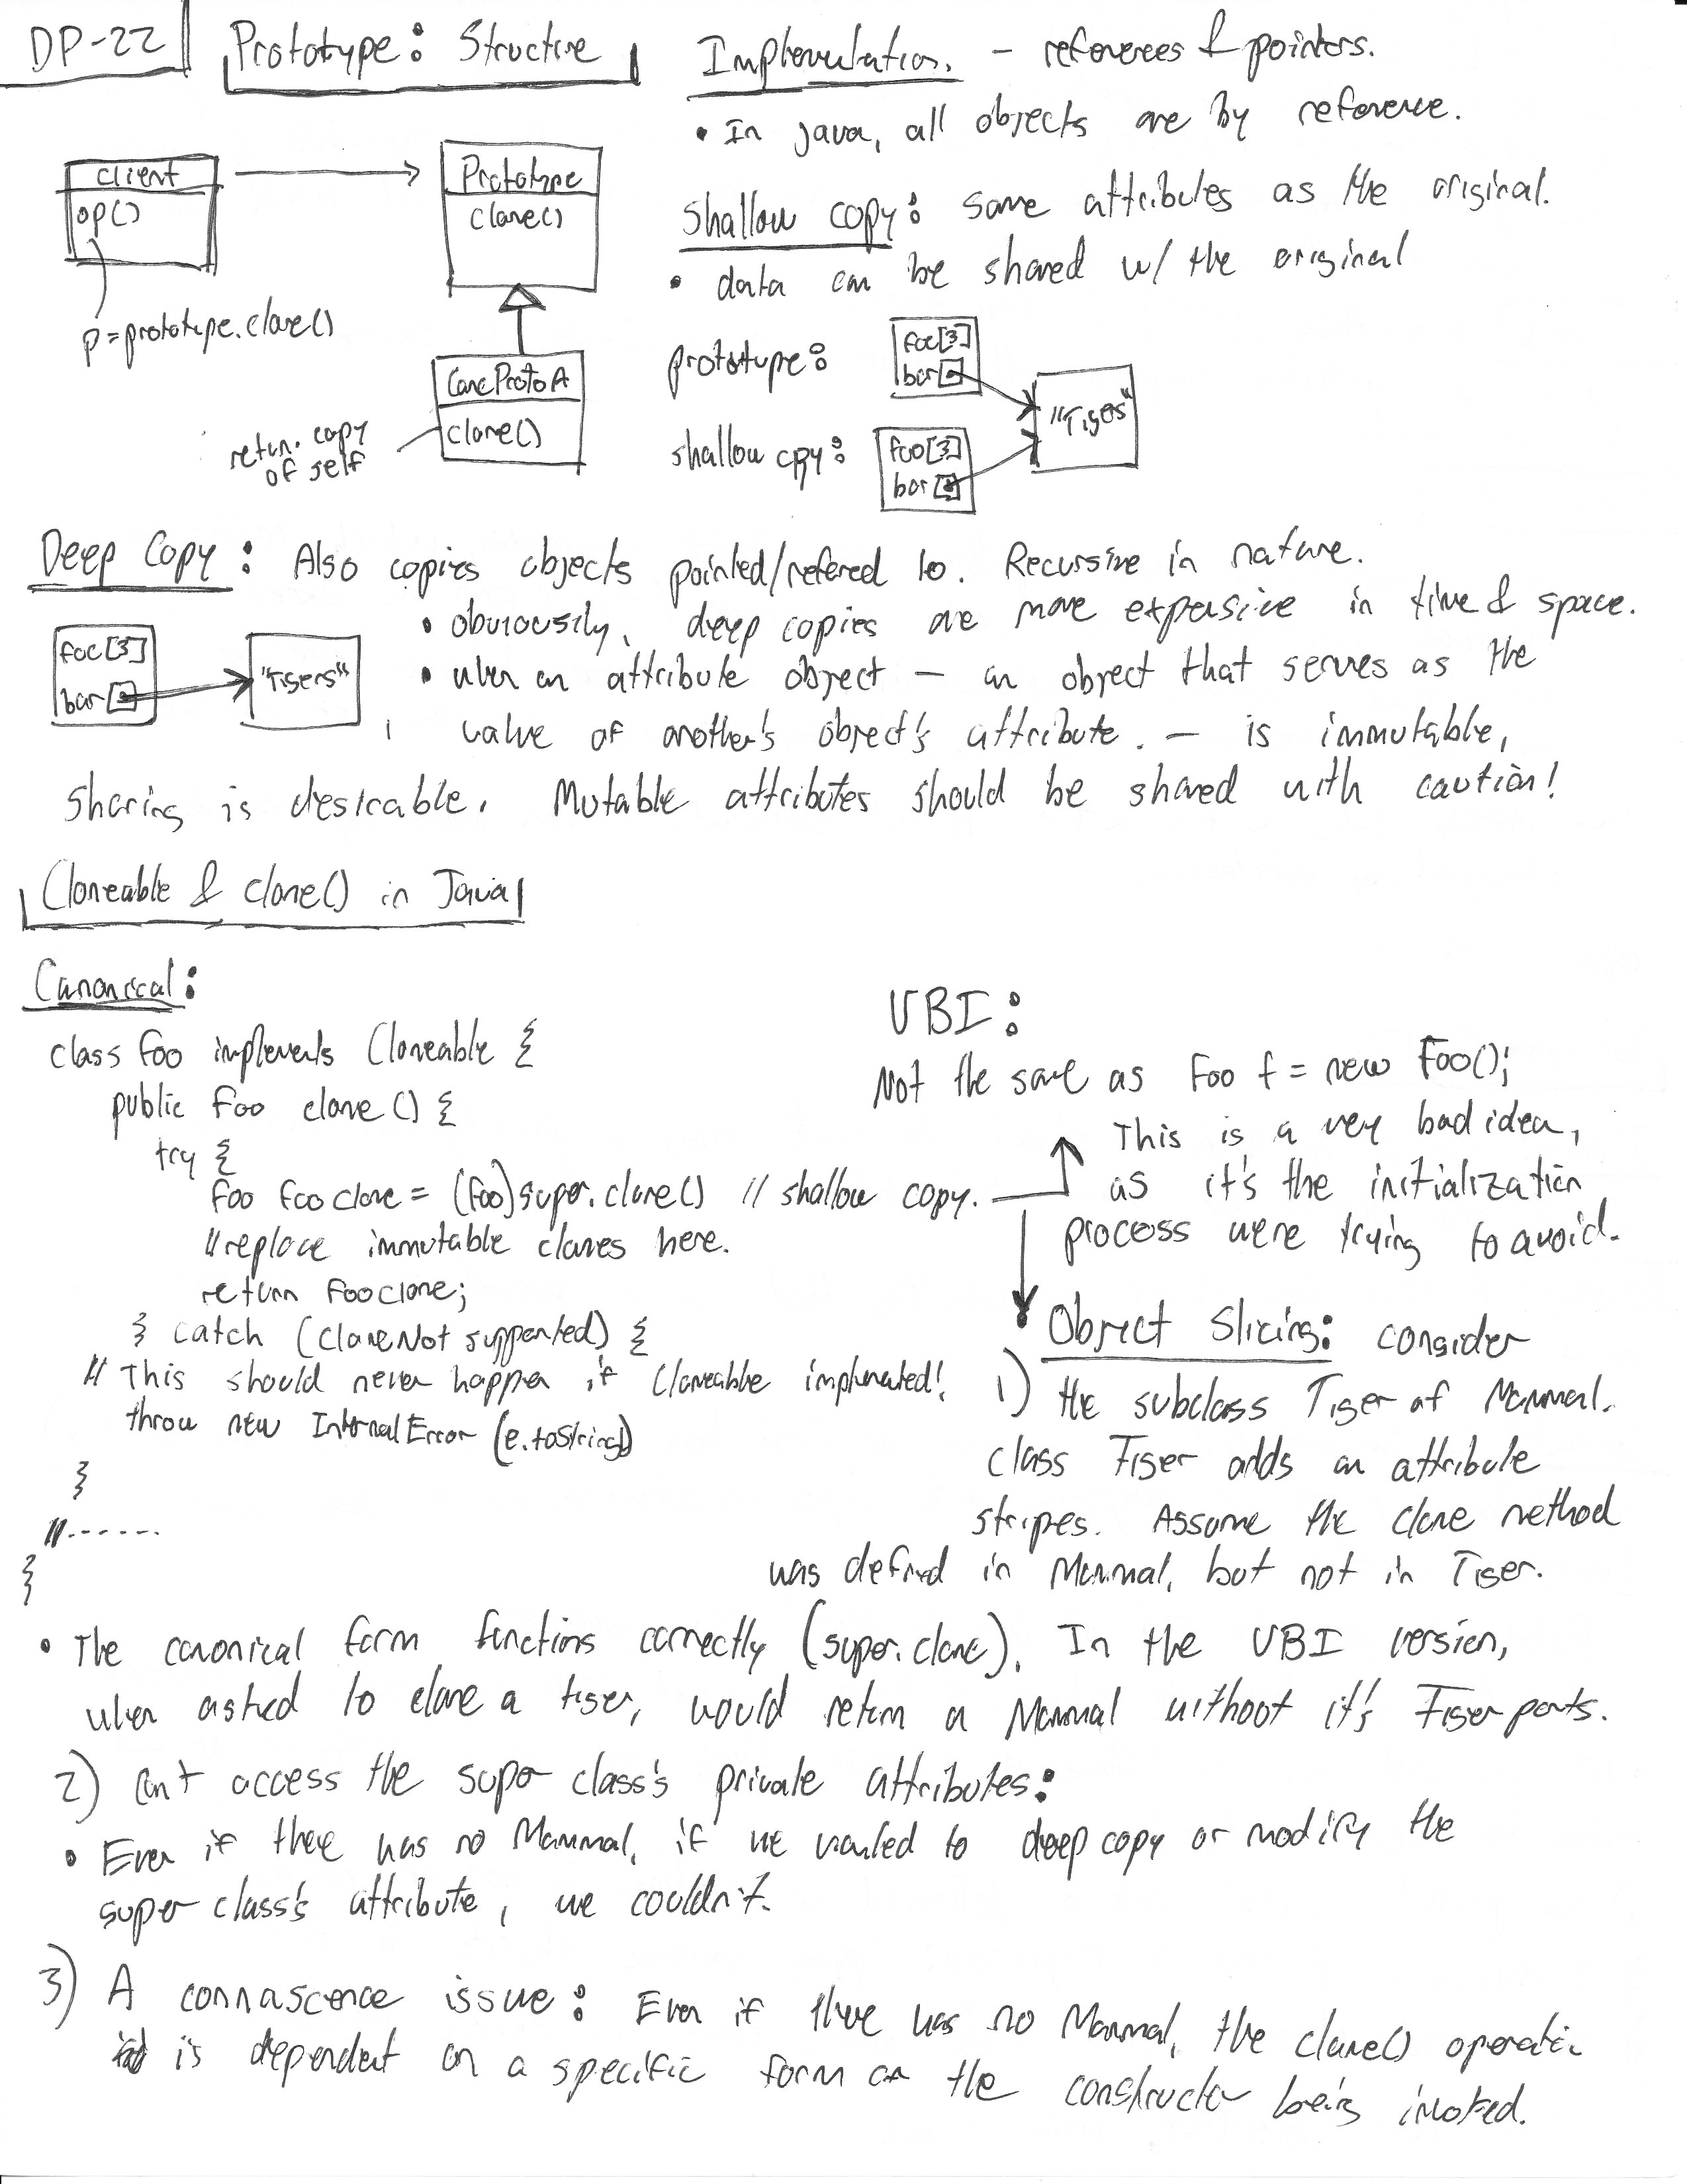 DP-22
Prototype: Structure
client
op()
p=prototype.clone()
Prototype
clone()
ConcProtoA
clone()
return copy
of self
Implementation. – references & pointers.
• In java, all objects are by reference.
Shallow copy: same attributes as the original.
• data can be shared w/ the original
prototype:
foo[3]
bar
"Tigers"
shallow cpy:
foo[3]
bar
Deep Copy: Also copies objects pointed/refered to. Recursive in nature.
• obviousily, deep copies are more expensive in time & space.
• when an attribute object – an object that serves as the
value of another's object's attribute. – is immutable,
sharing is desirable. Mutable attributes should be shared with caution!
foo[3]
bar
"Tigers"
Cloneable & clone() in Java
Canonical:
class foo implements Cloneable {
public foo clone() {
try {
foo fooclone = (foo)super.clone() // shallow copy.
// replace immutable clones here.
return fooclone;
} catch (CloneNotSupported) {
// This should never happen if Cloneable implmenated!
throw new InternalError (e.toString())
}
//------
}
VBI:
Not the same as Foo f = new Foo();
This is a very bad idea,
as it's the initialization
process were trying to avoid.
Object Slicing: consider
1) the subclass Tiger of Mammal.
class Tiger adds an attribute
stripes. Assume the clone method
was defined in Mammal, but not in Tiger.
• The canonical form functions correctly (super.clone). In the VBI version,
when asked to clone a tiger, would return a Mammal without it's Tiger parts.
2) Can't access the super class's private attributes:
• Even if there was no Mammal, if we wanted to deep copy or modify the
super class's attribute, we couldn't.
3) A connascence issue: Even if there was no Mammal, the clone() operatic
is dependent on a specific form of the constructor being invoked.